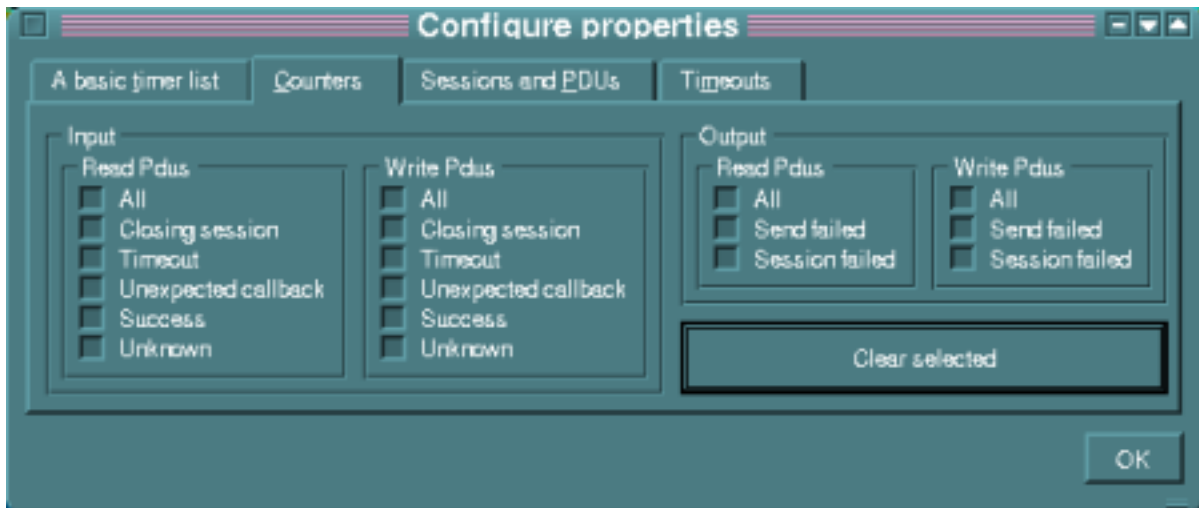 Configure properties
A basic timer list
Counters
Sessions and PDUs
Timeouts
Input
Read Pdus
All
Closing session
Timeout
Unexpected callback
Success
Unknown
Write Pdus
All
Closing session
Timeout
Unexpected callback
Success
Unknown
Output
Read Pdus
All
Send failed
Session failed
Write Pdus
All
Send failed
Session failed
Clear selected
OK